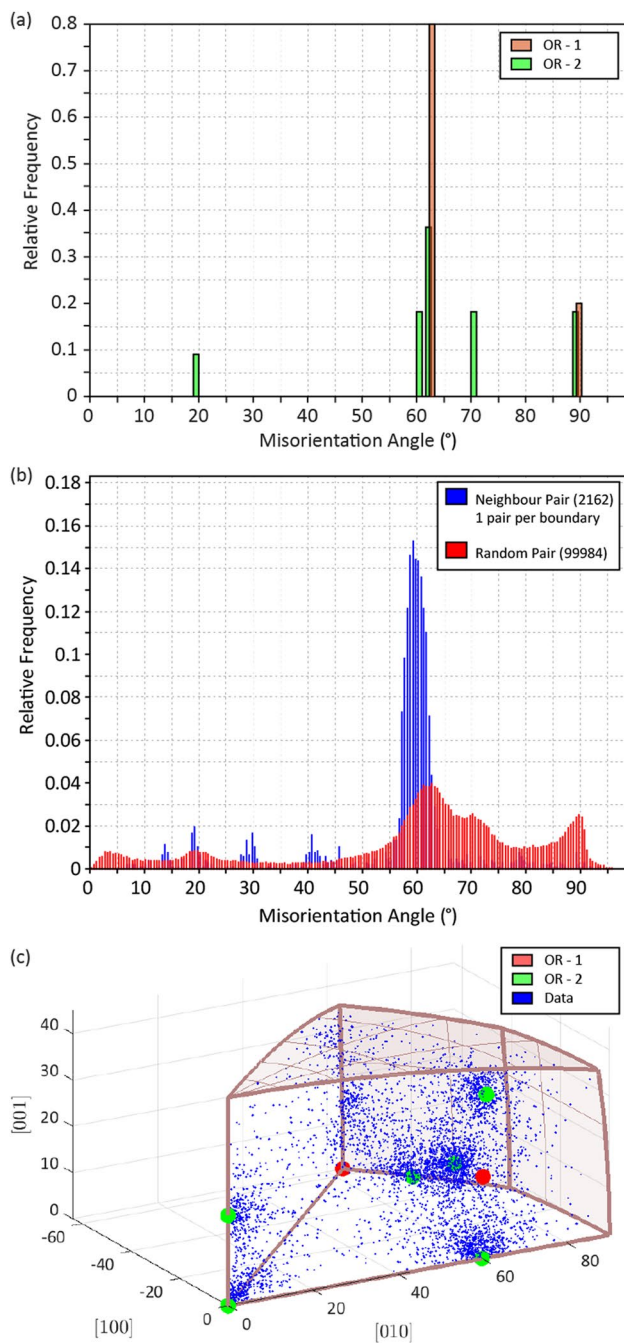 (a)
0.8
0.7
0.6
0.5
0.4
0.3
0.2
0.1
0
Relative Frequency
OR - 1
OR - 2
0 10 20 30 40 50 60 70 80 90
Misorientation Angle (°)
(b)
0.18
0.16
0.14
0.12
0.1
0.08
0.06
0.04
0.02
0
Relative Frequency
Neighbour Pair (2162)
1 pair per boundary
Random Pair (99984)
0 10 20 30 40 50 60 70 80 90
Misorientation Angle (°)
(c)
OR - 1
OR - 2
Data
40
30
20
10
0
[001]
-60
-40
-20
0
[100]
0
20
40
60
80
[010]